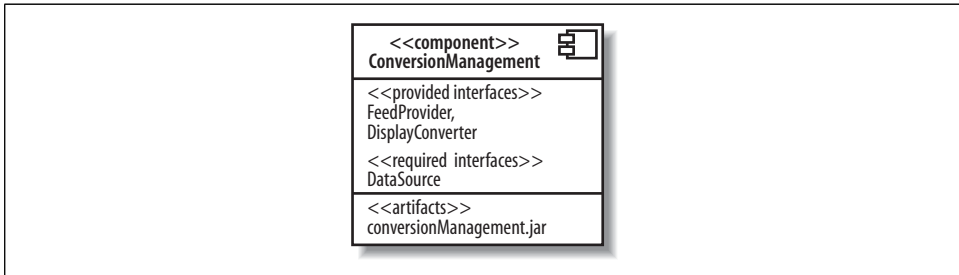 <<component>>
ConversionManagement
<<provided interfaces>>
FeedProvider,
DisplayConverter
<<required interfaces>>
DataSource
<<artifacts>>
conversionManagement.jar